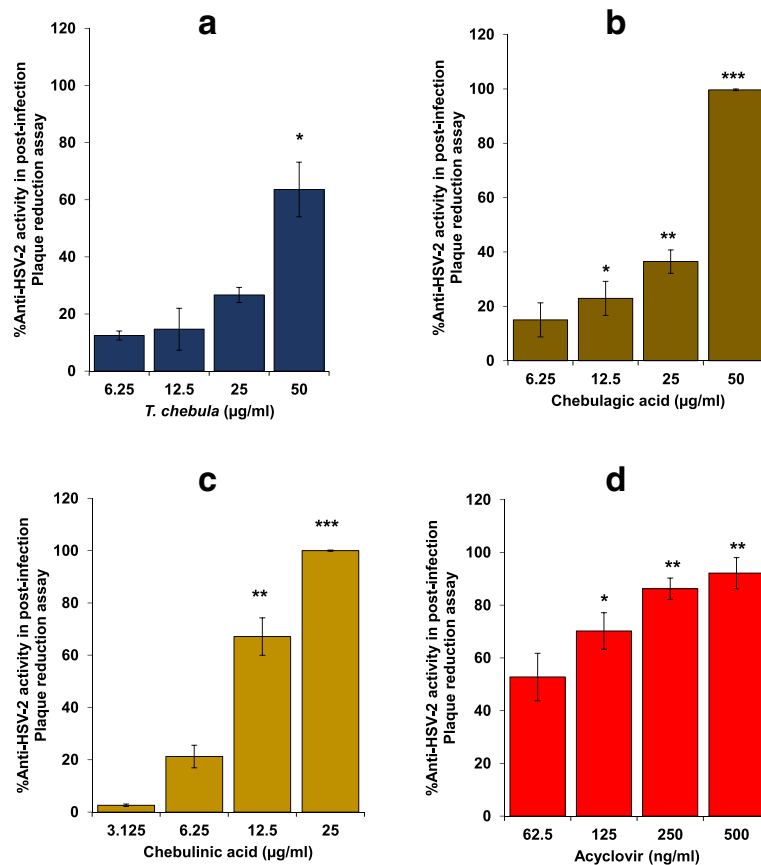 a
%Anti-HSV-2 activity in post-infection
Plaque reduction assay
120
100
80
60
40
20
0
*
6.25 12.5 25 50
T. chebula (µg/ml)
b
%Anti-HSV-2 activity in post-infection
Plaque reduction assay
120
100
80
60
40
20
0
* ** ***
6.25 12.5 25 50
Chebulagic acid (µg/ml)
c
%Anti-HSV-2 activity in post-infection
Plaque reduction assay
120
100
80
60
40
20
0
** ***
3.125 6.25 12.5 25
Chebulinic acid (µg/ml)
d
%Anti-HSV-2 activity in post-infection
Plaque reduction assay
120
100
80
60
40
20
0
* ** **
62.5 125 250 500
Acyclovir (ng/ml)